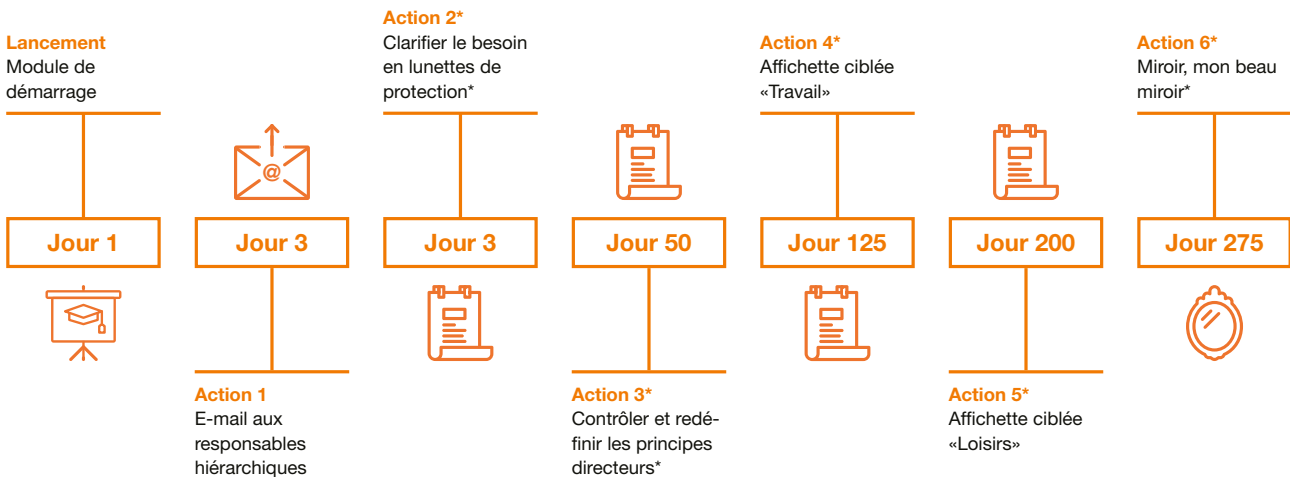 Lancement
Module de
démarrage
Jour 1
Jour 3
@
Action 1
E-mail aux
responsables
hiérarchiques
Action 2*
Clarifier le besoin
en lunettes de
protection*
Jour 3
Jour 50
Action 3*
Contrôler et redé-
finir les principes
directeurs*
Action 4*
Affichette ciblée
«Travail»
Jour 125
Jour 200
Action 5*
Affichette ciblée
«Loisirs»
Action 6*
Miroir, mon beau
miroir*
Jour 275